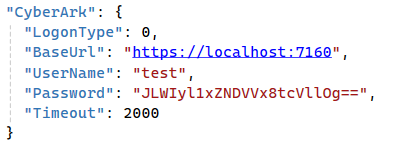 "CyberArk": {
"LogonType": 0,
"BaseUrl": "https://localhost:7160",
"UserName": "test",
"Password": "JLWIyl1xZNDVVx8tcVllOg==",
"Timeout": 2000
}